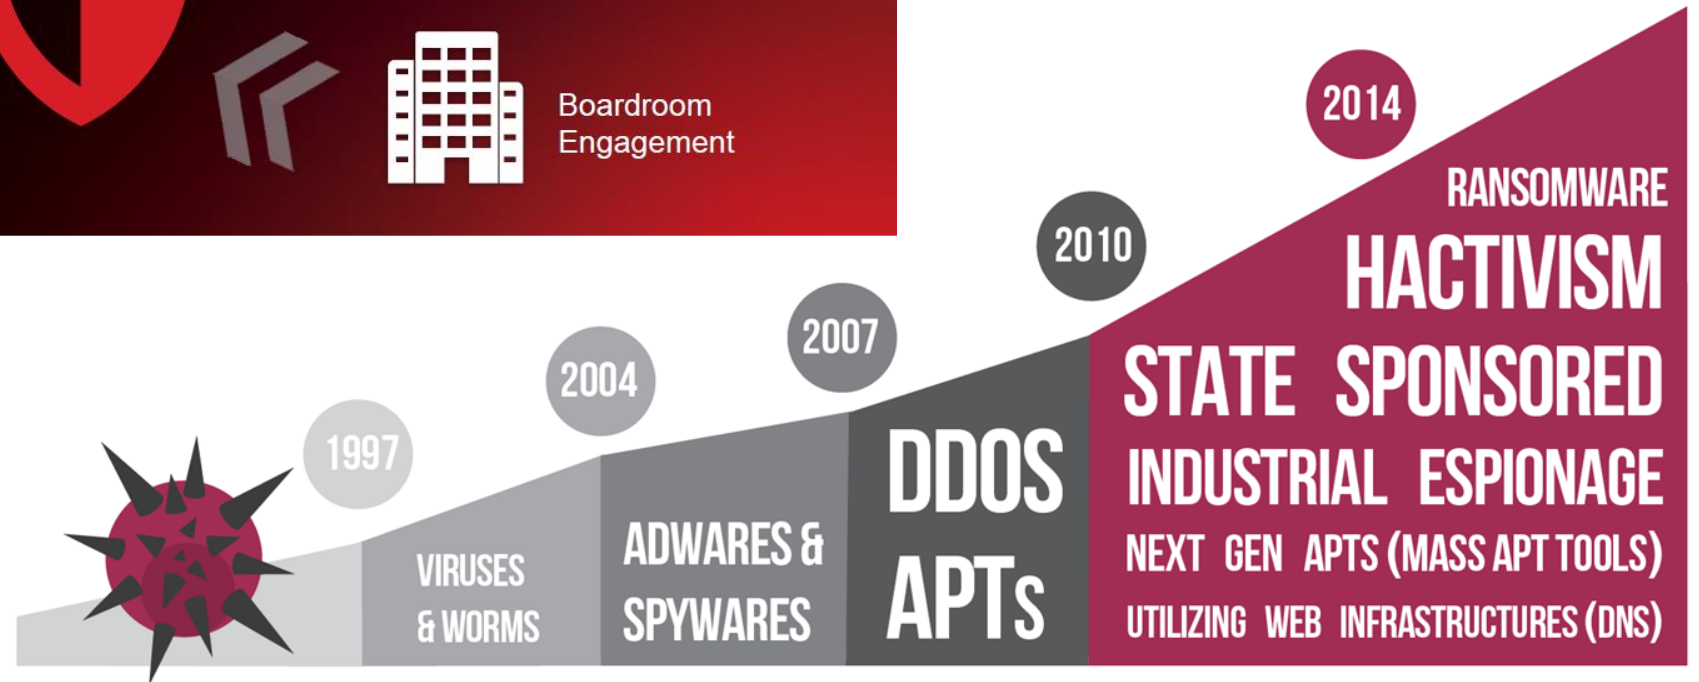 Boardroom
Engagement
1997
2004
2007
2010
2014
VIRUSES
& WORMS
ADWARES &
SPYWARES
DDOS
APTs
RANSOMWARE
HACTIVISM
STATE SPONSORED
INDUSTRIAL ESPIONAGE
NEXT GEN APTS (MASS APT TOOLS)
UTILIZING WEB INFRASTRUCTURES (DNS)